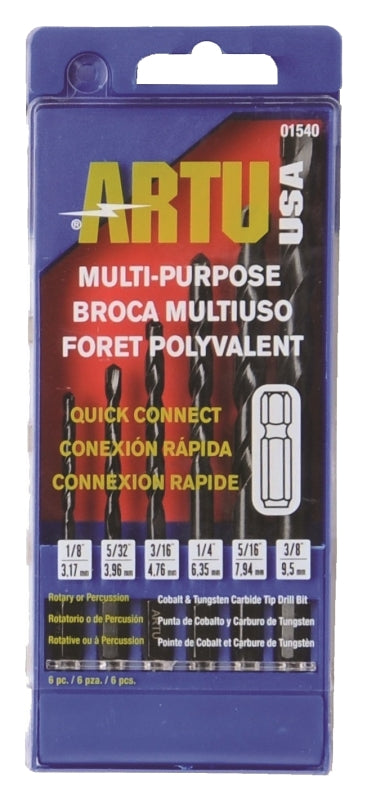 01540
ARTU USA
®
MULTI-PURPOSE
BROCA MULTIUSO
FORET POLYVALENT
QUICK CONNECT
CONEXIÓN RÁPIDA
CONNEXION RAPIDE
1/8" 5/32" 3/16" 1/4" 5/16" 3/8"
3,17 mm 3,96 mm 4,76 mm 6,35 mm 7,94 mm 9,5 mm
Rotary or Percussion Cobalt & Tungsten Carbide Tip Drill Bit
Rotatorio o de Percusión Punta de Cobalto y Carburo de Tungsten
Rotative ou à Percussion Pointe de Cobalt et Carbure de Tungstèn
ARTU
6 pc. / 6 pza. / 6 pcs.